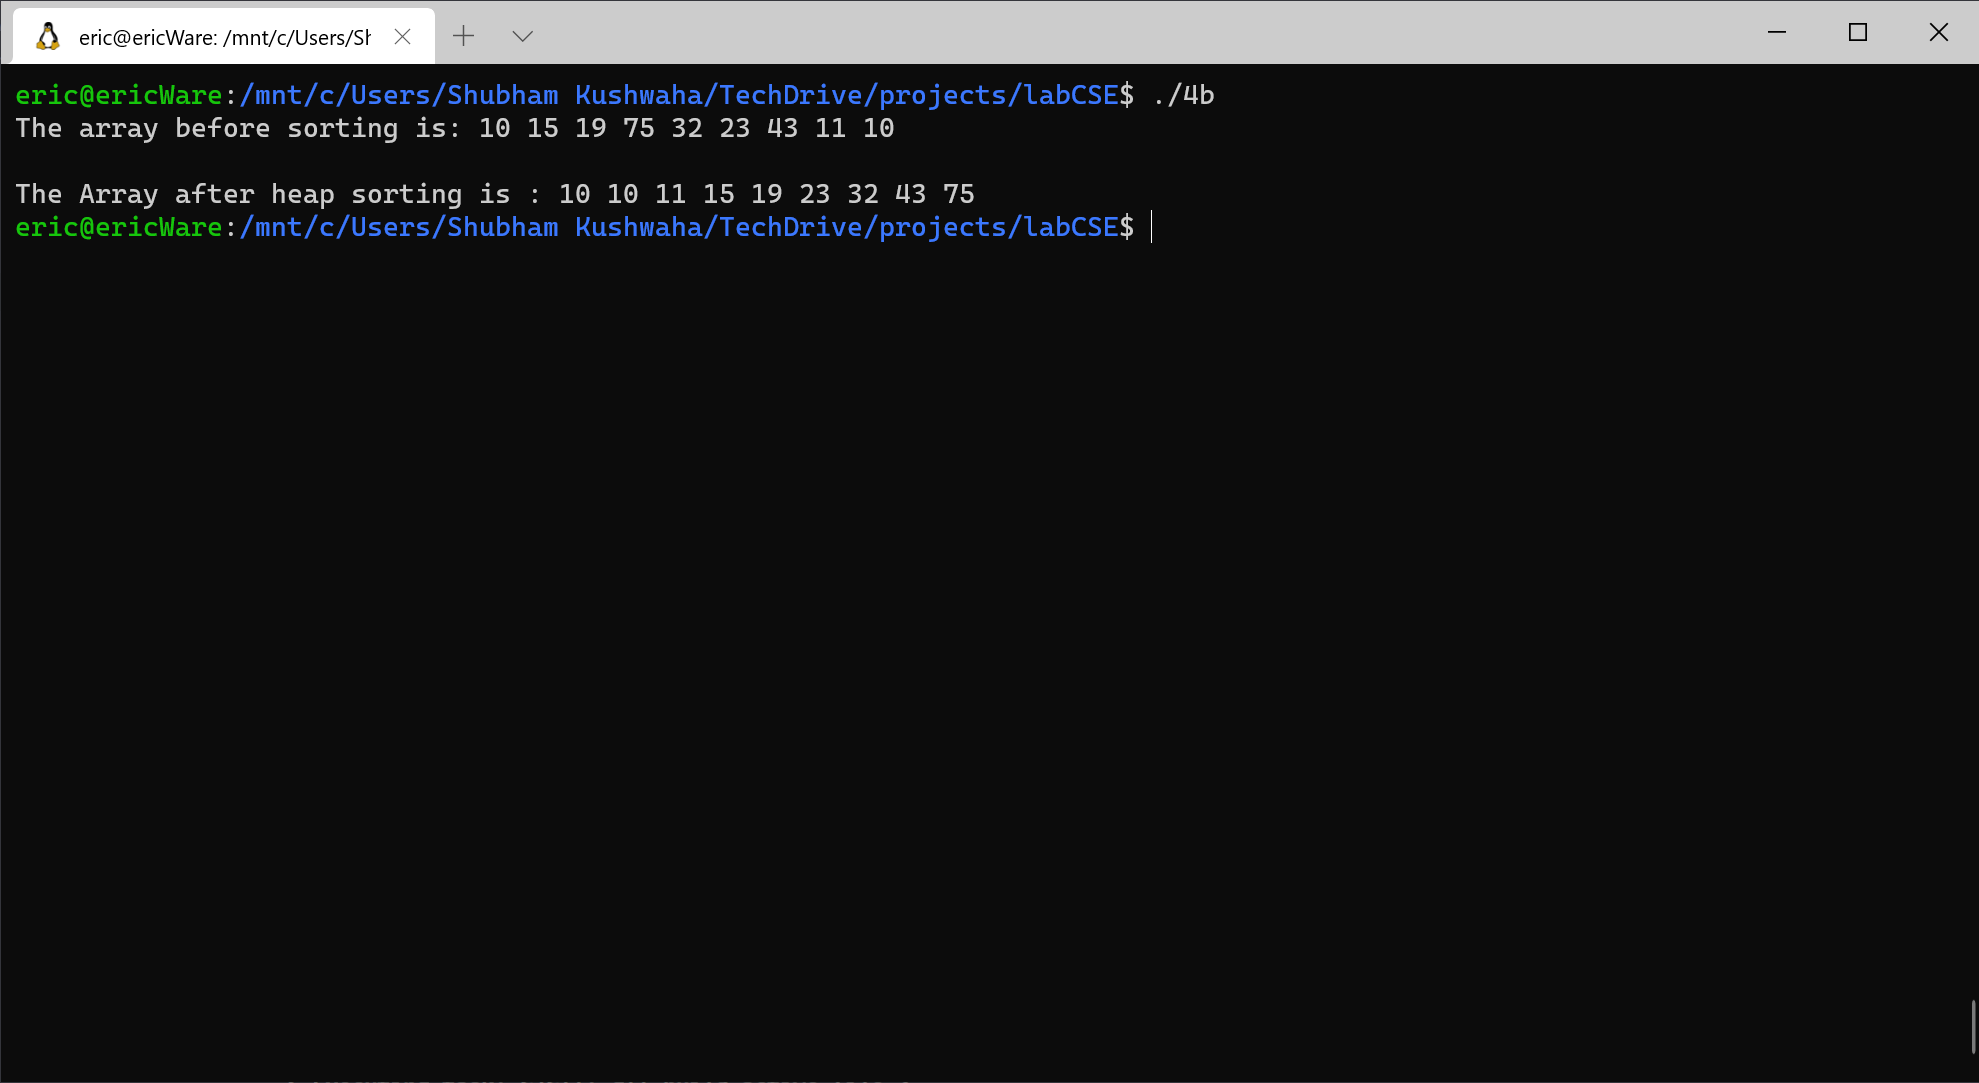 eric@ericWare: /mnt/c/Users/Sh
eric@ericWare:/mnt/c/Users/Shubham Kushwaha/TechDrive/projects/labCSE$ ./4b
The array before sorting is: 10 15 19 75 32 23 43 11 10
The Array after heap sorting is : 10 10 11 15 19 23 32 43 75
eric@ericWare:/mnt/c/Users/Shubham Kushwaha/TechDrive/projects/labCSE$